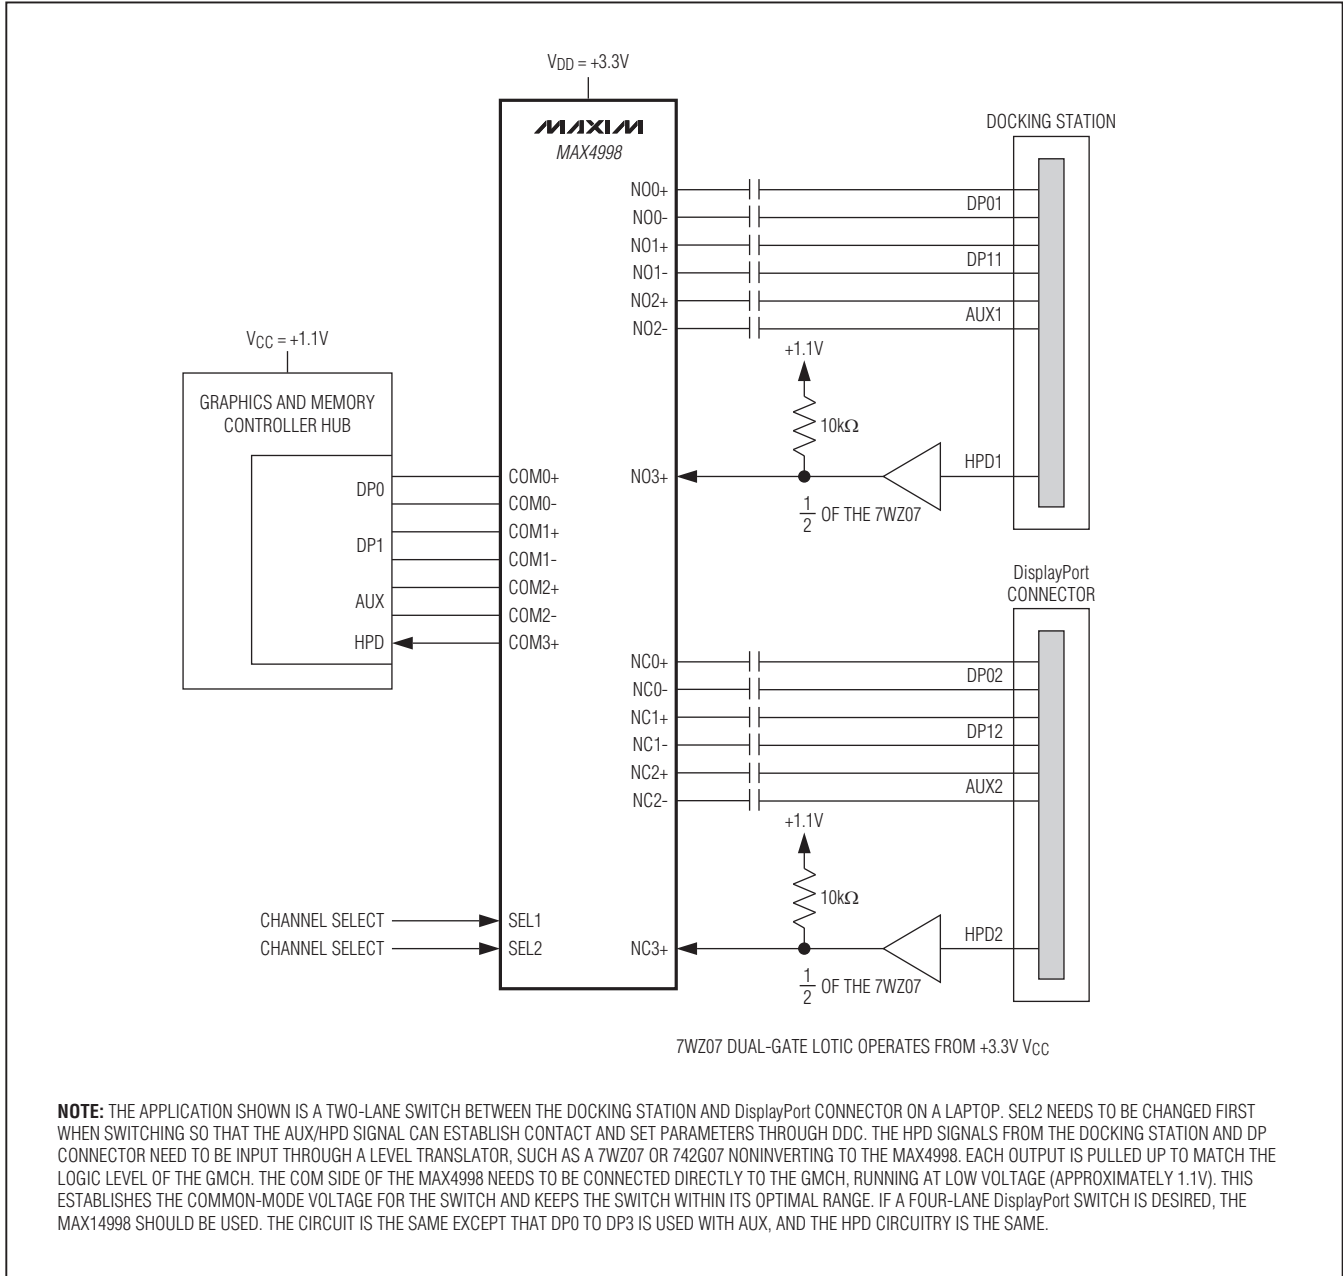 VDD = +3.3V
MAXIM
MAX4998
DOCKING STATION
NO0+
NO0-
NO1+
NO1-
NO2+
NO2-
DP01
DP11
AUX1
+1.1V
10kΩ
NO3+
HPD1
1/2 OF THE 7WZ07
VCC = +1.1V
GRAPHICS AND MEMORY
CONTROLLER HUB
DP0
DP1
AUX
HPD
COM0+
COM0-
COM1+
COM1-
COM2+
COM2-
COM3+
DisplayPort
CONNECTOR
NC0+
NC0-
NC1+
NC1-
NC2+
NC2-
DP02
DP12
AUX2
+1.1V
10kΩ
CHANNEL SELECT
CHANNEL SELECT
SEL1
SEL2
NC3+
HPD2
1/2 OF THE 7WZ07
7WZ07 DUAL-GATE LOTIC OPERATES FROM +3.3V VCC
NOTE: THE APPLICATION SHOWN IS A TWO-LANE SWITCH BETWEEN THE DOCKING STATION AND DisplayPort CONNECTOR ON A LAPTOP. SEL2 NEEDS TO BE CHANGED FIRST
WHEN SWITCHING SO THAT THE AUX/HPD SIGNAL CAN ESTABLISH CONTACT AND SET PARAMETERS THROUGH DDC. THE HPD SIGNALS FROM THE DOCKING STATION AND DP
CONNECTOR NEED TO BE INPUT THROUGH A LEVEL TRANSLATOR, SUCH AS A 7WZ07 OR 742G07 NONINVERTING TO THE MAX4998. EACH OUTPUT IS PULLED UP TO MATCH THE
LOGIC LEVEL OF THE GMCH. THE COM SIDE OF THE MAX4998 NEEDS TO BE CONNECTED DIRECTLY TO THE GMCH, RUNNING AT LOW VOLTAGE (APPROXIMATELY 1.1V). THIS
ESTABLISHES THE COMMON-MODE VOLTAGE FOR THE SWITCH AND KEEPS THE SWITCH WITHIN ITS OPTIMAL RANGE. IF A FOUR-LANE DisplayPort SWITCH IS DESIRED, THE
MAX14998 SHOULD BE USED. THE CIRCUIT IS THE SAME EXCEPT THAT DP0 TO DP3 IS USED WITH AUX, AND THE HPD CIRCUITRY IS THE SAME.